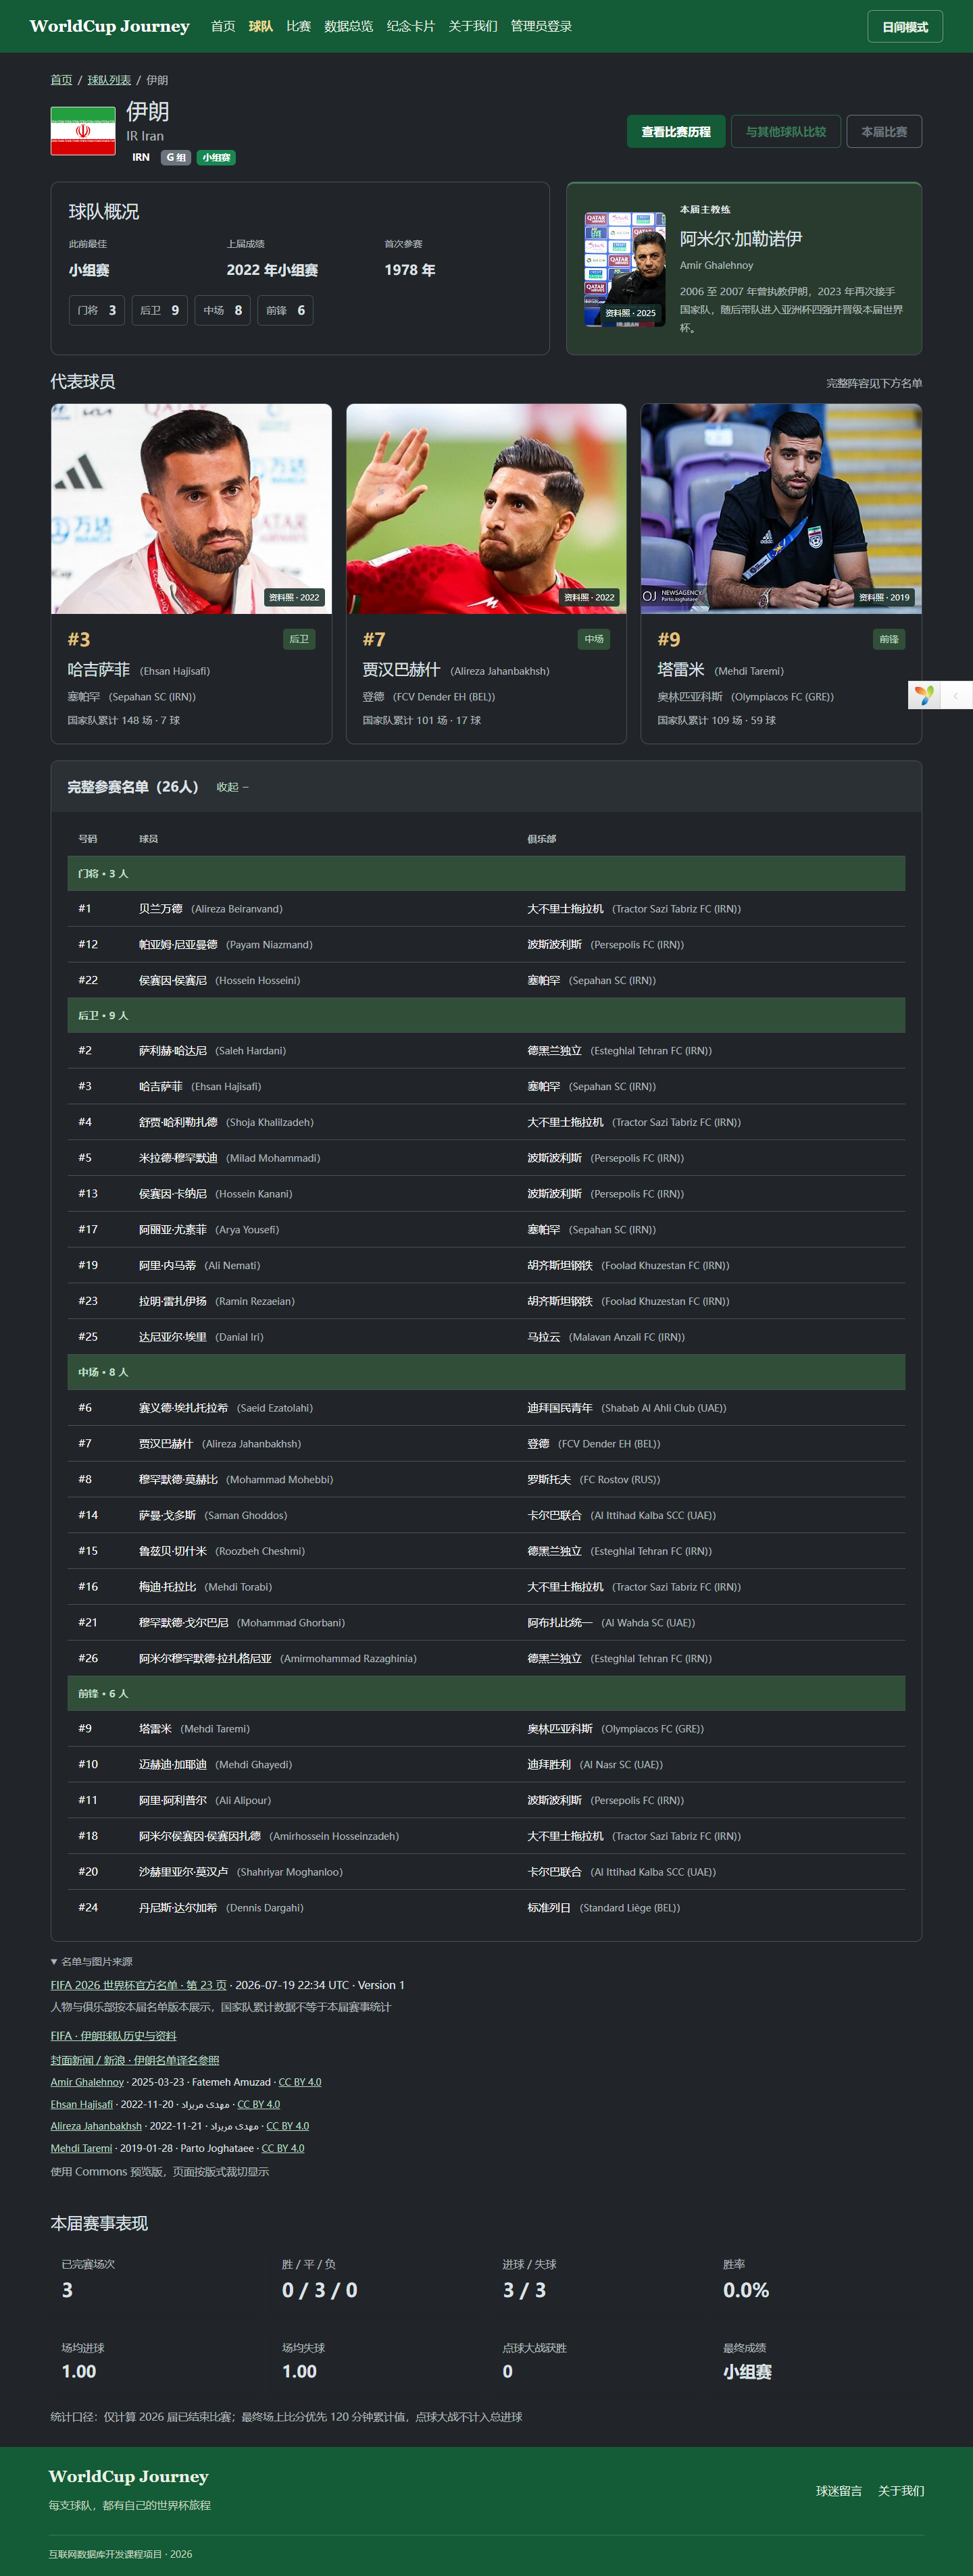 WorldCup Journey 首页 球队 比赛 数据总览 纪念卡片 关于我们 管理员登录 日间模式
首页 / 球队列表 / 伊朗
伊朗
IR Iran
IRN G 组 小组赛
查看比赛历程 与其他球队比较 本届比赛
球队概况
此前最佳 上届成绩 首次参赛
小组赛 2022 年小组赛 1978 年
门将 3 后卫 9 中场 8 前锋 6
资料照 · 2025
本届主教练
阿米尔·加勒诺伊
Amir Ghalehnoy
2006 至 2007 年曾执教伊朗，2023 年再次接手
国家队，随后带队进入亚洲杯四强并晋级本届世界
杯。
代表球员
完整阵容见下方名单
资料照 · 2022
#3 后卫
哈吉萨菲 （Ehsan Hajisafi）
塞帕罕 （Sepahan SC (IRN)）
国家队累计 148 场 · 7 球
资料照 · 2022
#7 中场
贾汉巴赫什 （Alireza Jahanbakhsh）
登德 （FCV Dender EH (BEL)）
国家队累计 101 场 · 17 球
OJ NEWSAGENCY
Parto Joghataee
资料照 · 2019
#9 前锋
塔雷米 （Mehdi Taremi）
奥林匹亚科斯 （Olympiacos FC (GRE)）
国家队累计 109 场 · 59 球
完整参赛名单（26人） 收起 −
号码 球员 俱乐部
门将 • 3 人
#1 贝兰万德 （Alireza Beiranvand） 大不里士拖拉机 （Tractor Sazi Tabriz FC (IRN)）
#12 帕亚姆·尼亚曼德 （Payam Niazmand） 波斯波利斯 （Persepolis FC (IRN)）
#22 侯赛因·侯赛尼 （Hossein Hosseini） 塞帕罕 （Sepahan SC (IRN)）
后卫 • 9 人
#2 萨利赫·哈达尼 （Saleh Hardani） 德黑兰独立 （Esteghlal Tehran FC (IRN)）
#3 哈吉萨菲 （Ehsan Hajisafi） 塞帕罕 （Sepahan SC (IRN)）
#4 舒贾·哈利勒扎德 （Shoja Khalilzadeh） 大不里士拖拉机 （Tractor Sazi Tabriz FC (IRN)）
#5 米拉德·穆罕默迪 （Milad Mohammadi） 波斯波利斯 （Persepolis FC (IRN)）
#13 侯赛因·卡纳尼 （Hossein Kanani） 波斯波利斯 （Persepolis FC (IRN)）
#17 阿丽亚·尤素菲 （Arya Yousefi） 塞帕罕 （Sepahan SC (IRN)）
#19 阿里·内马蒂 （Ali Nemati） 胡齐斯坦钢铁 （Foolad Khuzestan FC (IRN)）
#23 拉明·雷扎伊扬 （Ramin Rezaeian） 胡齐斯坦钢铁 （Foolad Khuzestan FC (IRN)）
#25 达尼亚尔·埃里 （Danial Iri） 马拉云 （Malavan Anzali FC (IRN)）
中场 • 8 人
#6 赛义德·埃扎托拉希 （Saeid Ezatolahi） 迪拜国民青年 （Shabab Al Ahli Club (UAE)）
#7 贾汉巴赫什 （Alireza Jahanbakhsh） 登德 （FCV Dender EH (BEL)）
#8 穆罕默德·莫赫比 （Mohammad Mohebbi） 罗斯托夫 （FC Rostov (RUS)）
#14 萨曼·戈多斯 （Saman Ghoddos） 卡尔巴联合 （Al Ittihad Kalba SCC (UAE)）
#15 鲁兹贝·切什米 （Roozbeh Cheshmi） 德黑兰独立 （Esteghlal Tehran FC (IRN)）
#16 梅迪·托拉比 （Mehdi Torabi） 大不里士拖拉机 （Tractor Sazi Tabriz FC (IRN)）
#21 穆罕默德·戈尔巴尼 （Mohammad Ghorbani） 阿布扎比统一 （Al Wahda SC (UAE)）
#26 阿米尔穆罕默德·拉扎格尼亚 （Amirmohammad Razaghinia） 德黑兰独立 （Esteghlal Tehran FC (IRN)）
前锋 • 6 人
#9 塔雷米 （Mehdi Taremi） 奥林匹亚科斯 （Olympiacos FC (GRE)）
#10 迈赫迪·加耶迪 （Mehdi Ghayedi） 迪拜胜利 （Al Nasr SC (UAE)）
#11 阿里·阿利普尔 （Ali Alipour） 波斯波利斯 （Persepolis FC (IRN)）
#18 阿米尔侯赛因·侯赛因扎德 （Amirhossein Hosseinzadeh） 大不里士拖拉机 （Tractor Sazi Tabriz FC (IRN)）
#20 沙赫里亚尔·莫汉卢 （Shahriyar Moghanloo） 卡尔巴联合 （Al Ittihad Kalba SCC (UAE)）
#24 丹尼斯·达尔加希 （Dennis Dargahi） 标准列日 （Standard Liège (BEL)）
▼ 名单与图片来源
FIFA 2026 世界杯官方名单 · 第 23 页 · 2026-07-19 22:34 UTC · Version 1
人物与俱乐部按本届名单版本展示，国家队累计数据不等于本届赛事统计
FIFA · 伊朗球队历史与资料
封面新闻 / 新浪 · 伊朗名单译名参照
Amir Ghalehnoy · 2025-03-23 · Fatemeh Amuzad · CC BY 4.0
Ehsan Hajisafi · 2022-11-20 · مهدی مریزاد · CC BY 4.0
Alireza Jahanbakhsh · 2022-11-21 · مهدی مریزاد · CC BY 4.0
Mehdi Taremi · 2019-01-28 · Parto Joghataee · CC BY 4.0
使用 Commons 预览版，页面按版式裁切显示
本届赛事表现
已完赛场次 胜 / 平 / 负 进球 / 失球 胜率
3 0 / 3 / 0 3 / 3 0.0%
场均进球 场均失球 点球大战获胜 最终成绩
1.00 1.00 0 小组赛
统计口径：仅计算 2026 届已结束比赛；最终场上比分优先 120 分钟累计值，点球大战不计入总进球
WorldCup Journey
每支球队，都有自己的世界杯旅程
球迷留言 关于我们
互联网数据库开发课程项目 · 2026